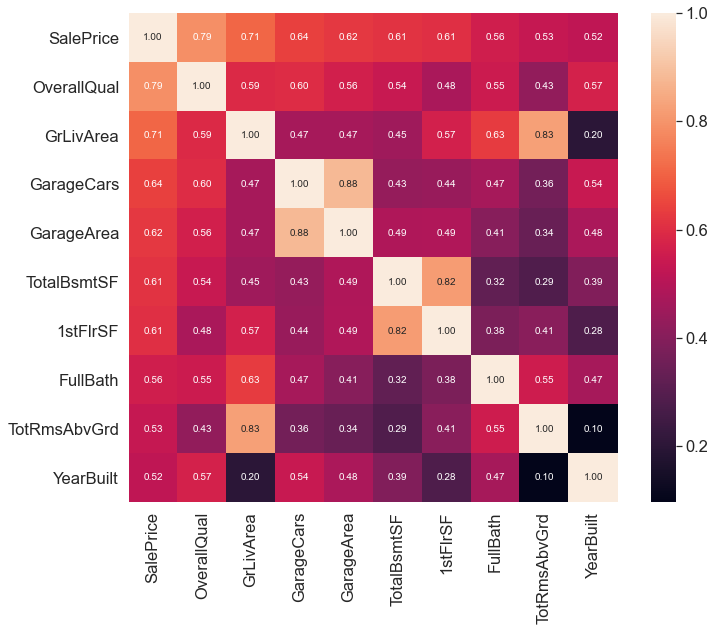 SalePrice 1.00 0.79 0.71 0.64 0.62 0.61 0.61 0.56 0.53 0.52
OverallQual 0.79 1.00 0.59 0.60 0.56 0.54 0.48 0.55 0.43 0.57
GrLivArea 0.71 0.59 1.00 0.47 0.47 0.45 0.57 0.63 0.83 0.20
GarageCars 0.64 0.60 0.47 1.00 0.88 0.43 0.44 0.47 0.36 0.54
GarageArea 0.62 0.56 0.47 0.88 1.00 0.49 0.49 0.41 0.34 0.48
TotalBsmtSF 0.61 0.54 0.45 0.43 0.49 1.00 0.82 0.32 0.29 0.39
1stFlrSF 0.61 0.48 0.57 0.44 0.49 0.82 1.00 0.38 0.41 0.28
FullBath 0.56 0.55 0.63 0.47 0.41 0.32 0.38 1.00 0.55 0.47
TotRmsAbvGrd 0.53 0.43 0.83 0.36 0.34 0.29 0.41 0.55 1.00 0.10
YearBuilt 0.52 0.57 0.20 0.54 0.48 0.39 0.28 0.47 0.10 1.00
SalePrice
OverallQual
GrLivArea
GarageCars
GarageArea
TotalBsmtSF
1stFlrSF
FullBath
TotRmsAbvGrd
YearBuilt
1.0
0.8
0.6
0.4
0.2